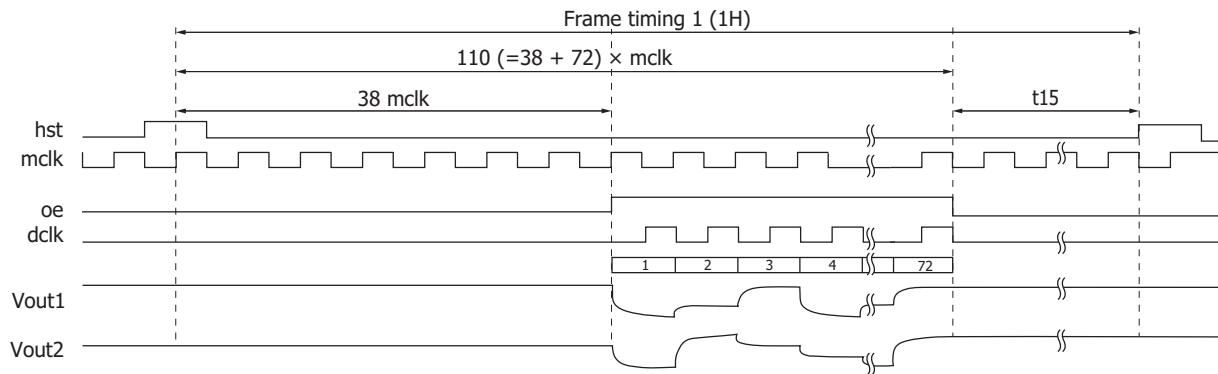 Frame timing 1 (1H)
110 (=38 + 72) × mclk
38 mclk
t15
hst
mclk
oe
dclk
1 2 3 4 72
Vout1
Vout2